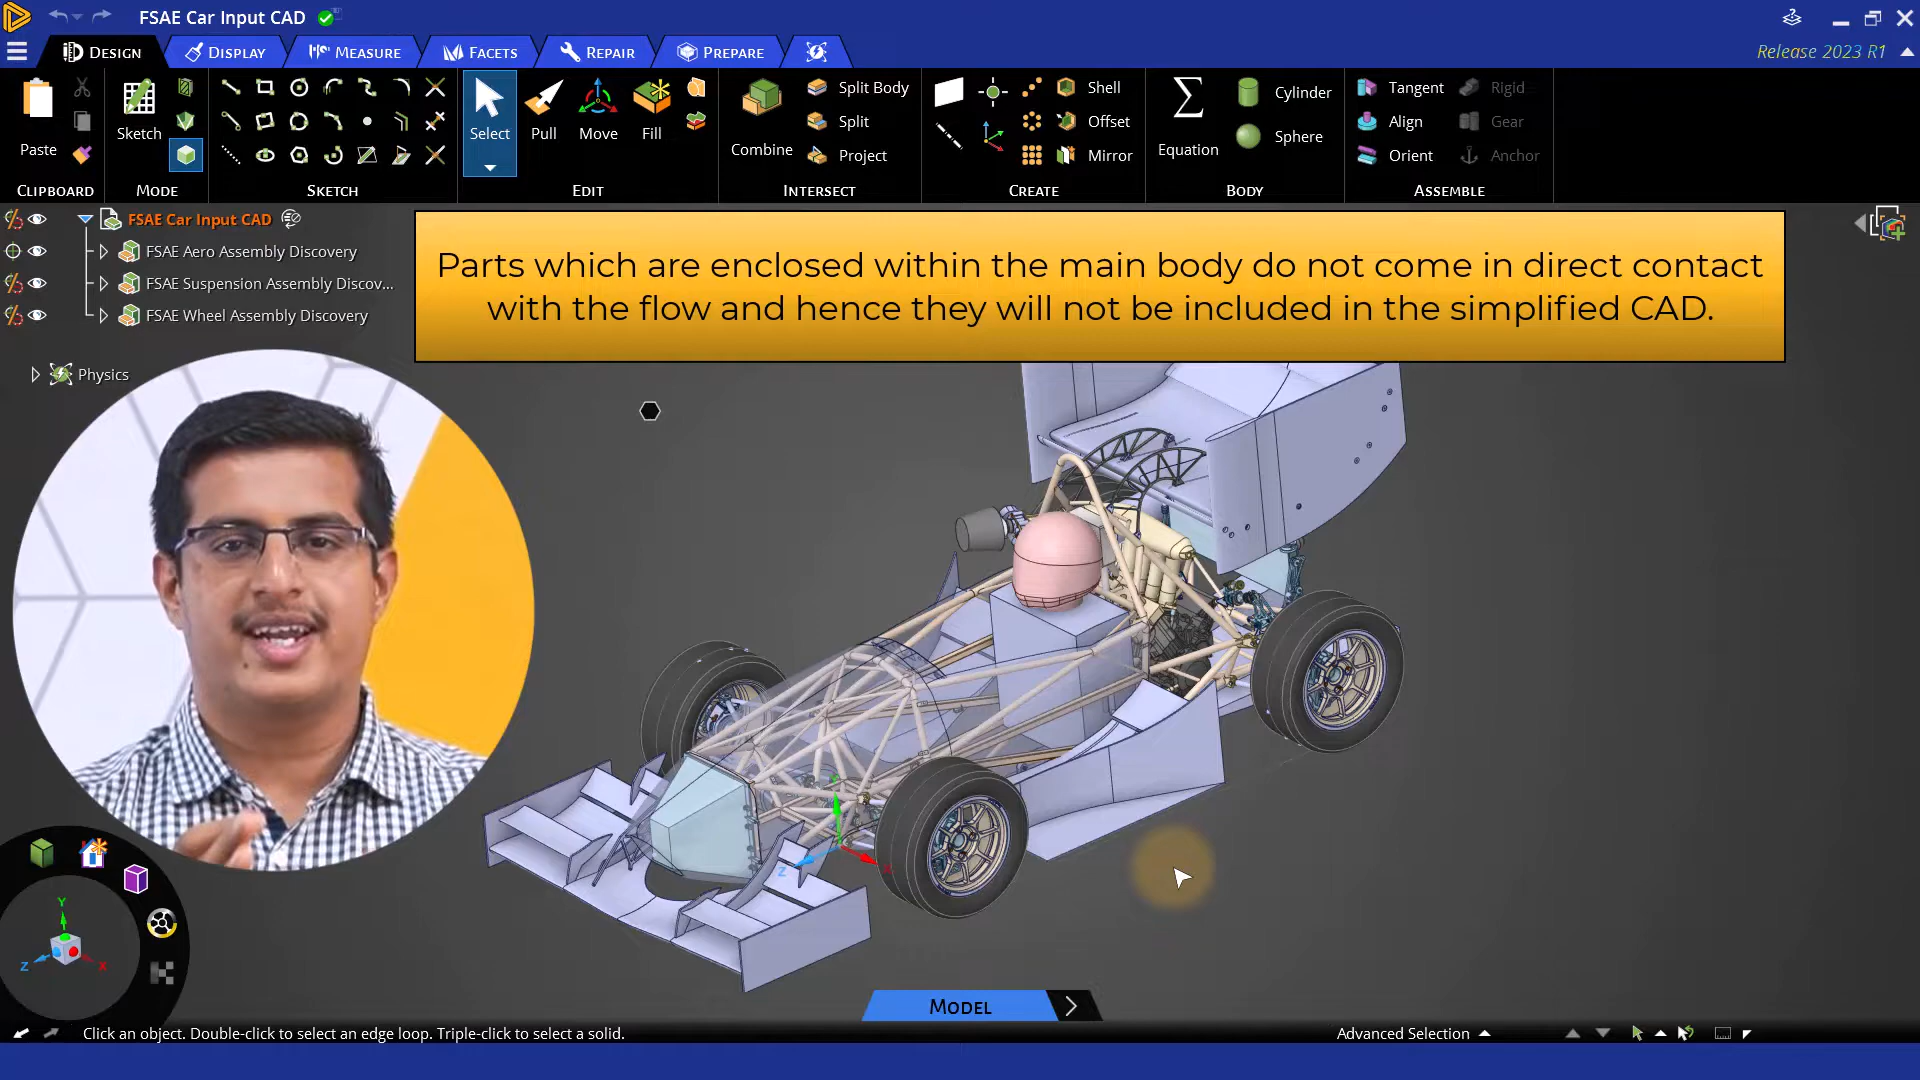 FSAE Car Input CAD
DESIGN
DISPLAY
MEASURE
FACETS
REPAIR
PREPARE
Release 2023 R1
Paste
Sketch
Select
Pull
Move
Fill
Combine
Split Body
Split
Project
Shell
Offset
Mirror
Equation
Cylinder
Sphere
Tangent
Align
Orient
Rigid
Gear
Anchor
CLIPBOARD
MODE
SKETCH
EDIT
INTERSECT
CREATE
BODY
ASSEMBLE
FSAE Car Input CAD
FSAE Aero Assembly Discovery
FSAE Suspension Assembly Discov...
FSAE Wheel Assembly Discovery
Physics
Parts which are enclosed within the main body do not come in direct contact
with the flow and hence they will not be included in the simplified CAD.
Z
X
Y
Z
X
MODEL
Click an object. Double-click to select an edge loop. Triple-click to select a solid.
Advanced Selection